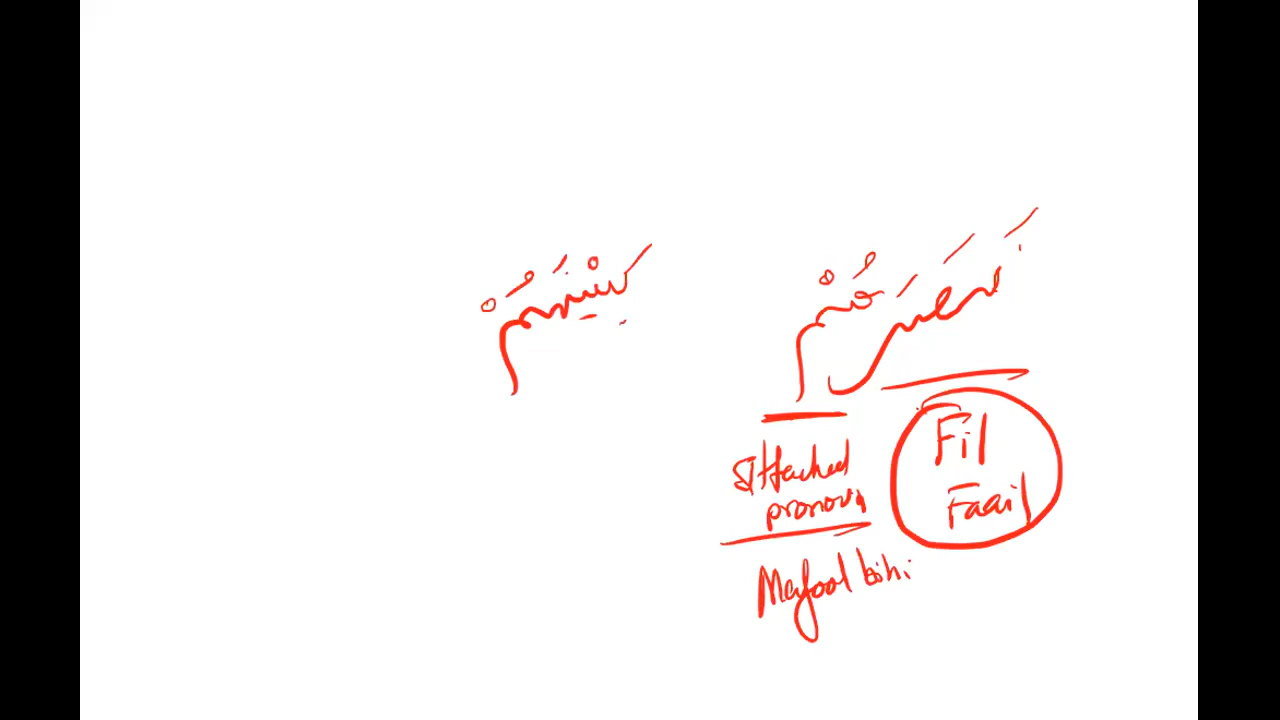 نَصَرَهُمْ بَيْنَهُمْ
Fil
Faail
Attached
pronoun
Mafool bihi